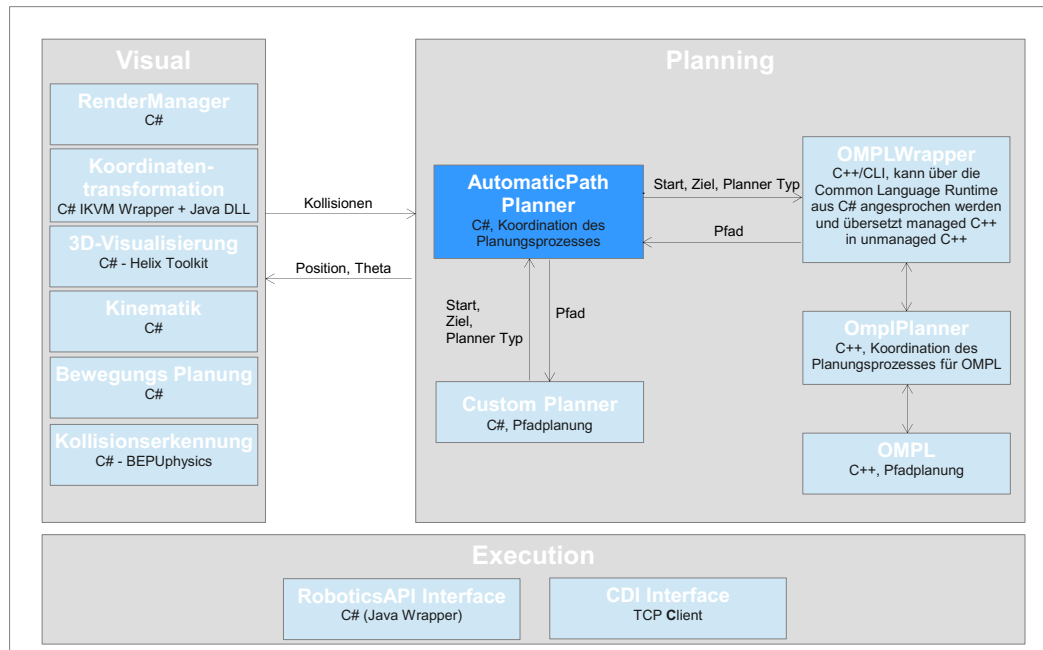 Visual
RenderManager
C#
Koordinaten-
transformation
C# IKVM Wrapper + Java DLL
3D-Visualisierung
C# - Helix Toolkit
Kinematik
C#
Bewegungs Planung
C#
Kollisionserkennung
C# - BEPUphysics
Kollisionen
Position, Theta
Planning
AutomaticPath
Planner
C#, Koordination des
Planungsprozesses
Start, Ziel, Planner Typ
Pfad
OMPLWrapper
C++/CLI, kann über die
Common Language Runtime
aus C# angesprochen werden
und übersetzt managed C++
in unmanaged C++
Start,
Ziel,
Planner Typ
Pfad
Custom Planner
C#, Pfadplanung
OmplPlanner
C++, Koordination des
Planungsprozesses für OMPL
OMPL
C++, Pfadplanung
Execution
RoboticsAPI Interface
C# (Java Wrapper)
CDI Interface
TCP Client